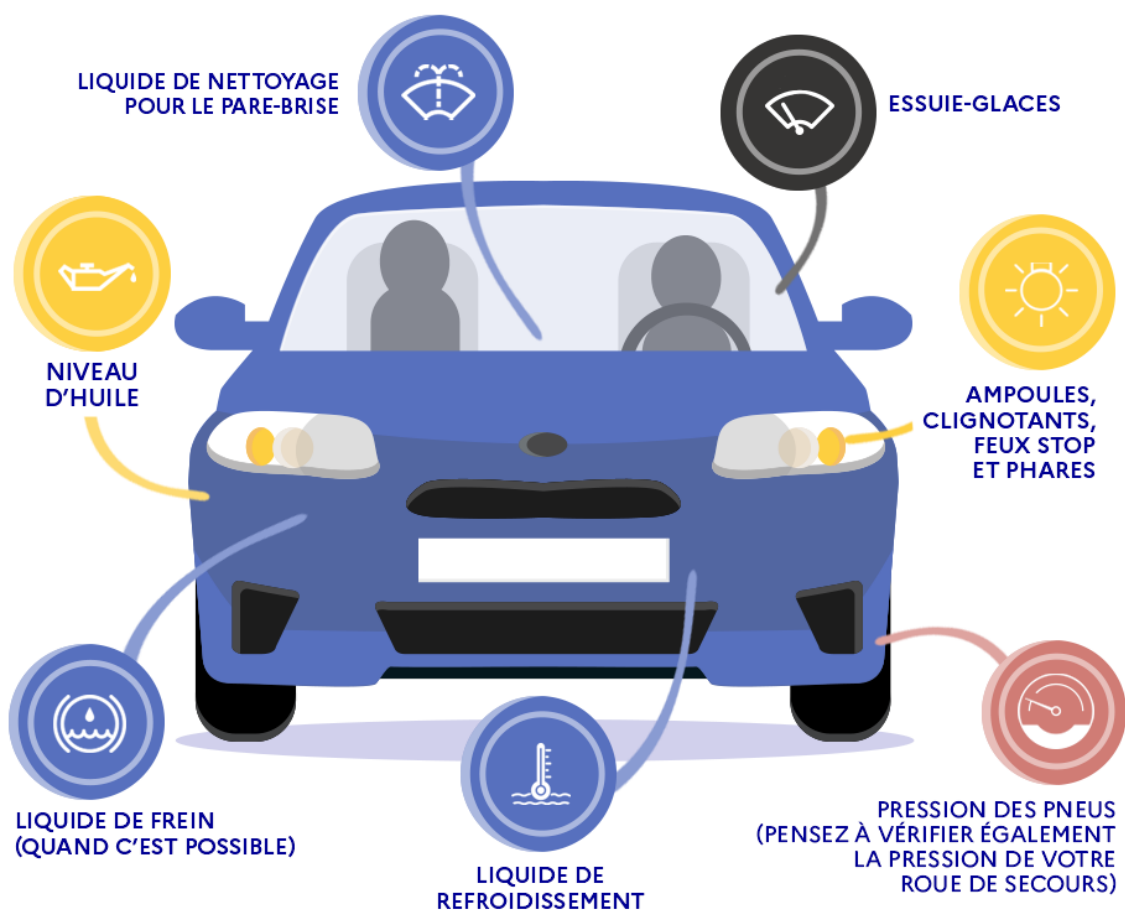 LIQUIDE DE NETTOYAGE
POUR LE PARE-BRISE
ESSUIE-GLACES
NIVEAU
D’HUILE
AMPOULES,
CLIGNOTANTS,
FEUX STOP
ET PHARES
LIQUIDE DE FREIN
(QUAND C’EST POSSIBLE)
LIQUIDE DE
REFROIDISSEMENT
PRESSION DES PNEUS
(PENSEZ À VÉRIFIER ÉGALEMENT
LA PRESSION DE VOTRE
ROUE DE SECOURS)